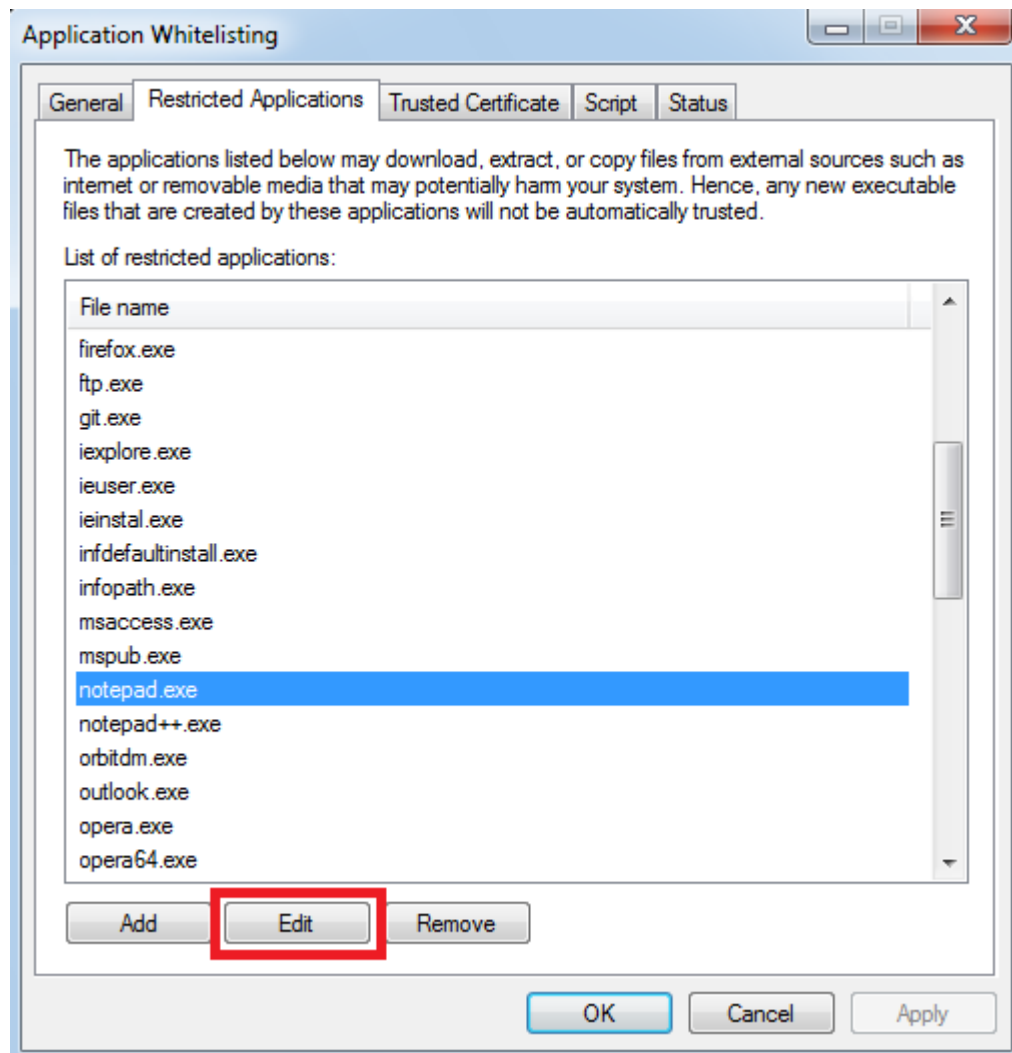 Application Whitelisting
General Restricted Applications Trusted Certificate Script Status
The applications listed below may download, extract, or copy files from external sources such as
internet or removable media that may potentially harm your system. Hence, any new executable
files that are created by these applications will not be automatically trusted.
List of restricted applications:
File name
firefox.exe
ftp.exe
git.exe
iexplore.exe
ieuser.exe
ieinstal.exe
infdefaultinstall.exe
infopath.exe
msaccess.exe
mspub.exe
notepad.exe
notepad++.exe
orbitdm.exe
outlook.exe
opera.exe
opera64.exe
Add Edit Remove
OK Cancel Apply